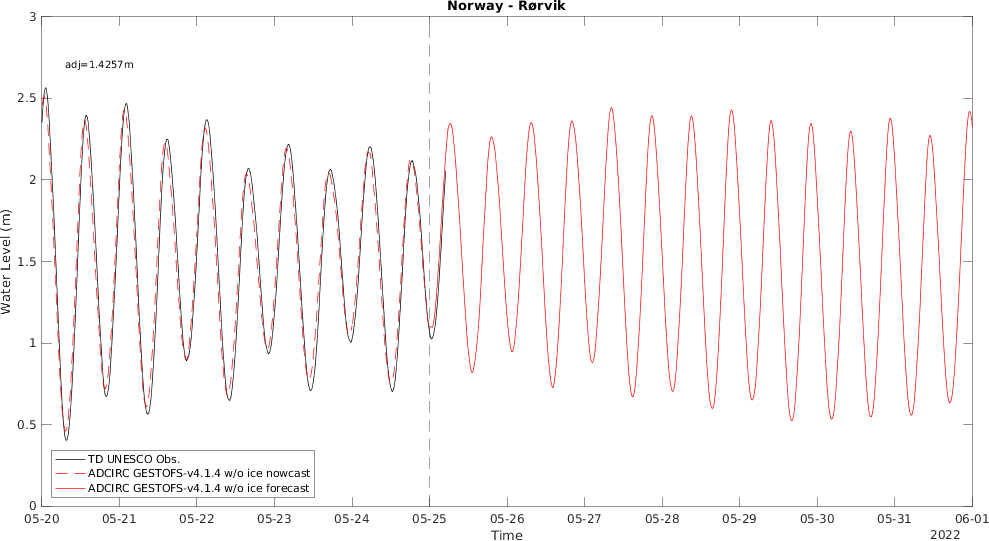 Norway - Rørvik
adj=1.4257m
3
2.5
2
1.5
1
0.5
0
Water Level (m)
TD UNESCO Obs.
ADCIRC GESTOFS-v4.1.4 w/o ice nowcast
ADCIRC GESTOFS-v4.1.4 w/o ice forecast
05-20 05-21 05-22 05-23 05-24 05-25 05-26 05-27 05-28 05-29 05-30 05-31 06-01
Time
2022